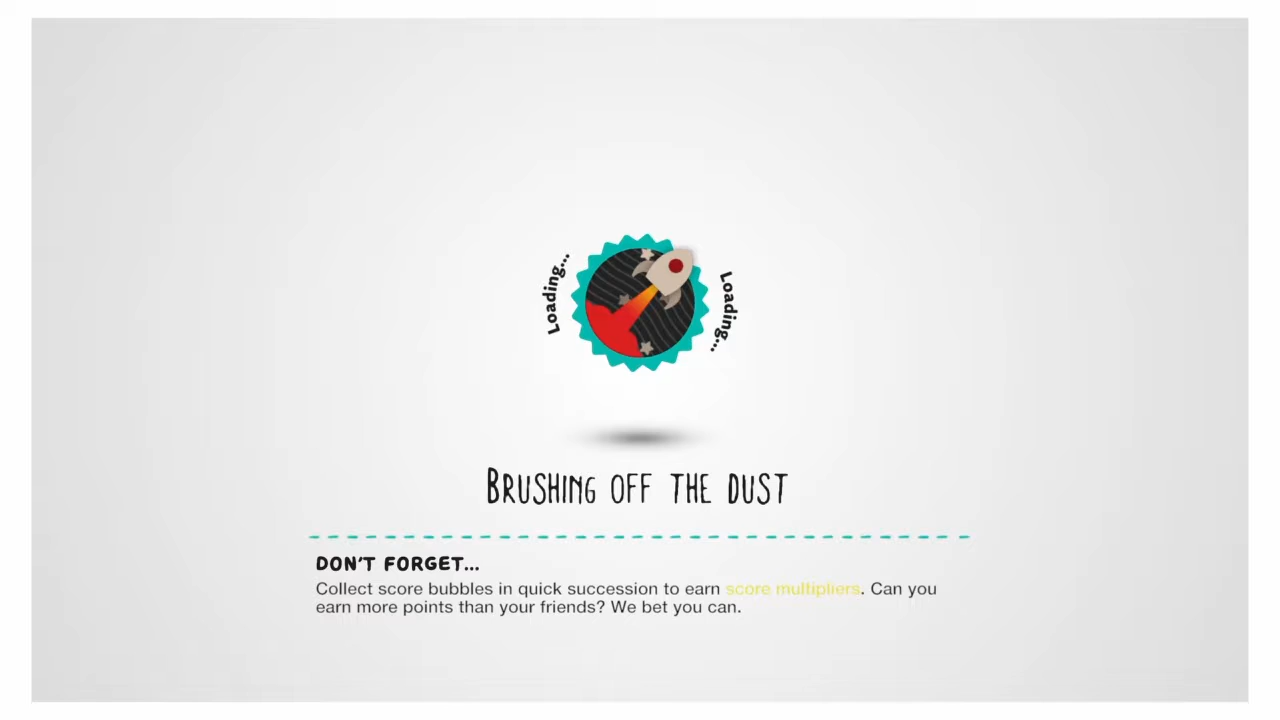 Loading...
Loading...
BRUSHING OFF THE DUST
DON'T FORGET...
Collect score bubbles in quick succession to earn score multipliers. Can you
earn more points than your friends? We bet you can.